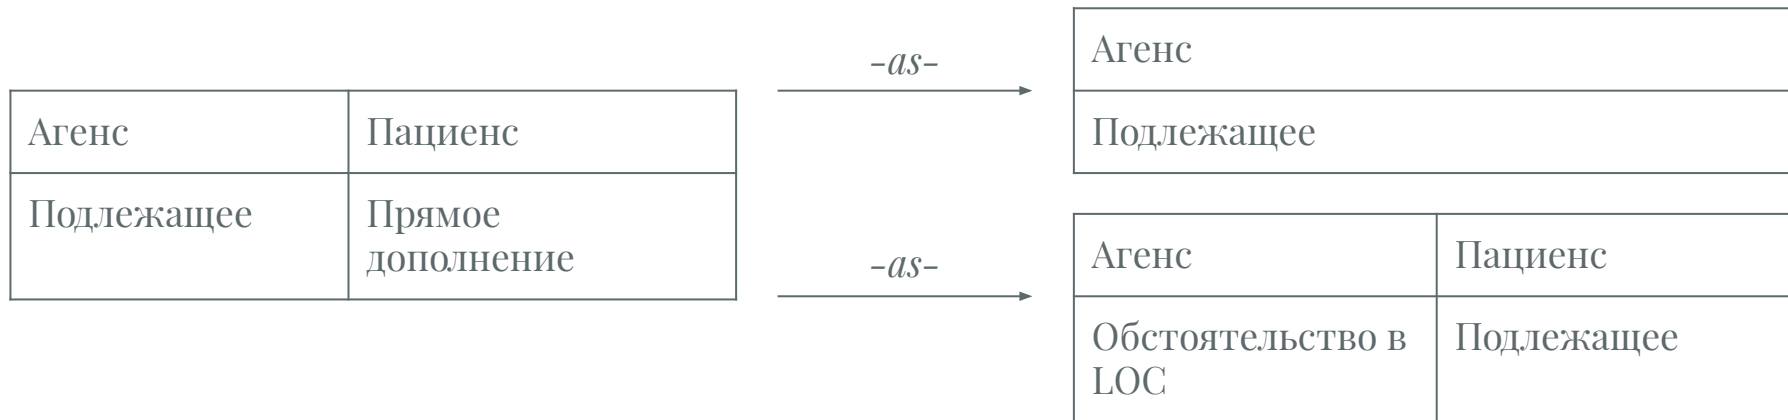 Агенс Пациенс
Подлежащее Прямое
дополнение
-as-
-as-
Агенс
Подлежащее
Агенс Пациенс
Обстоятельство в Подлежащее
LOC